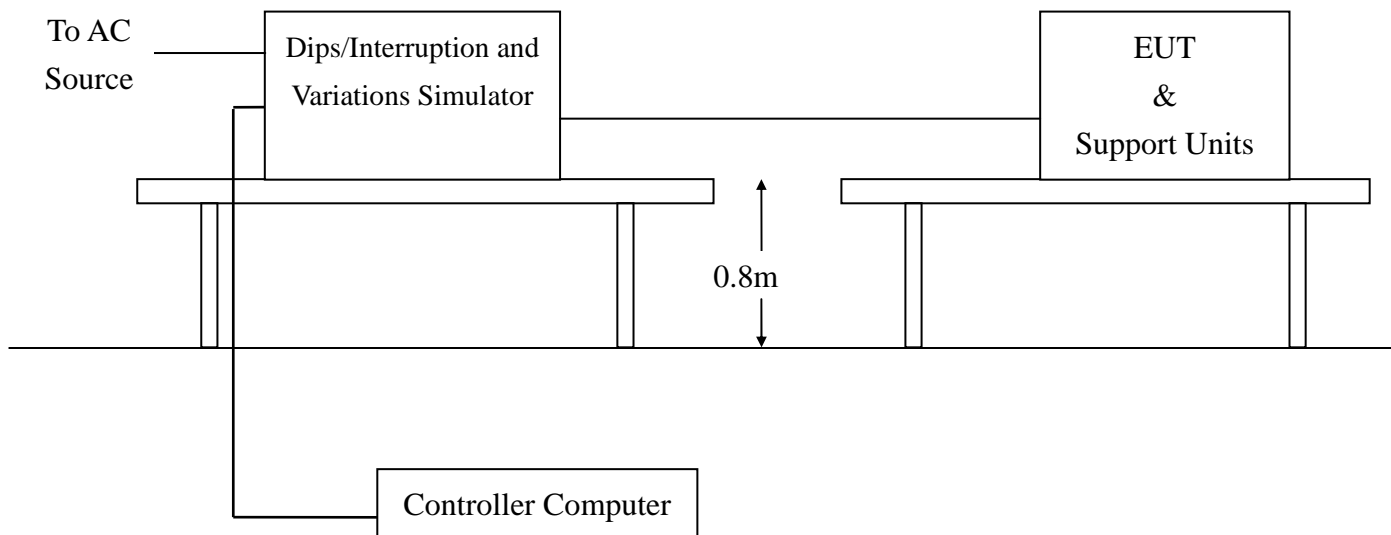 To AC
Source
Dips/Interruption and
Variations Simulator
EUT
&
Support Units
0.8m
Controller Computer